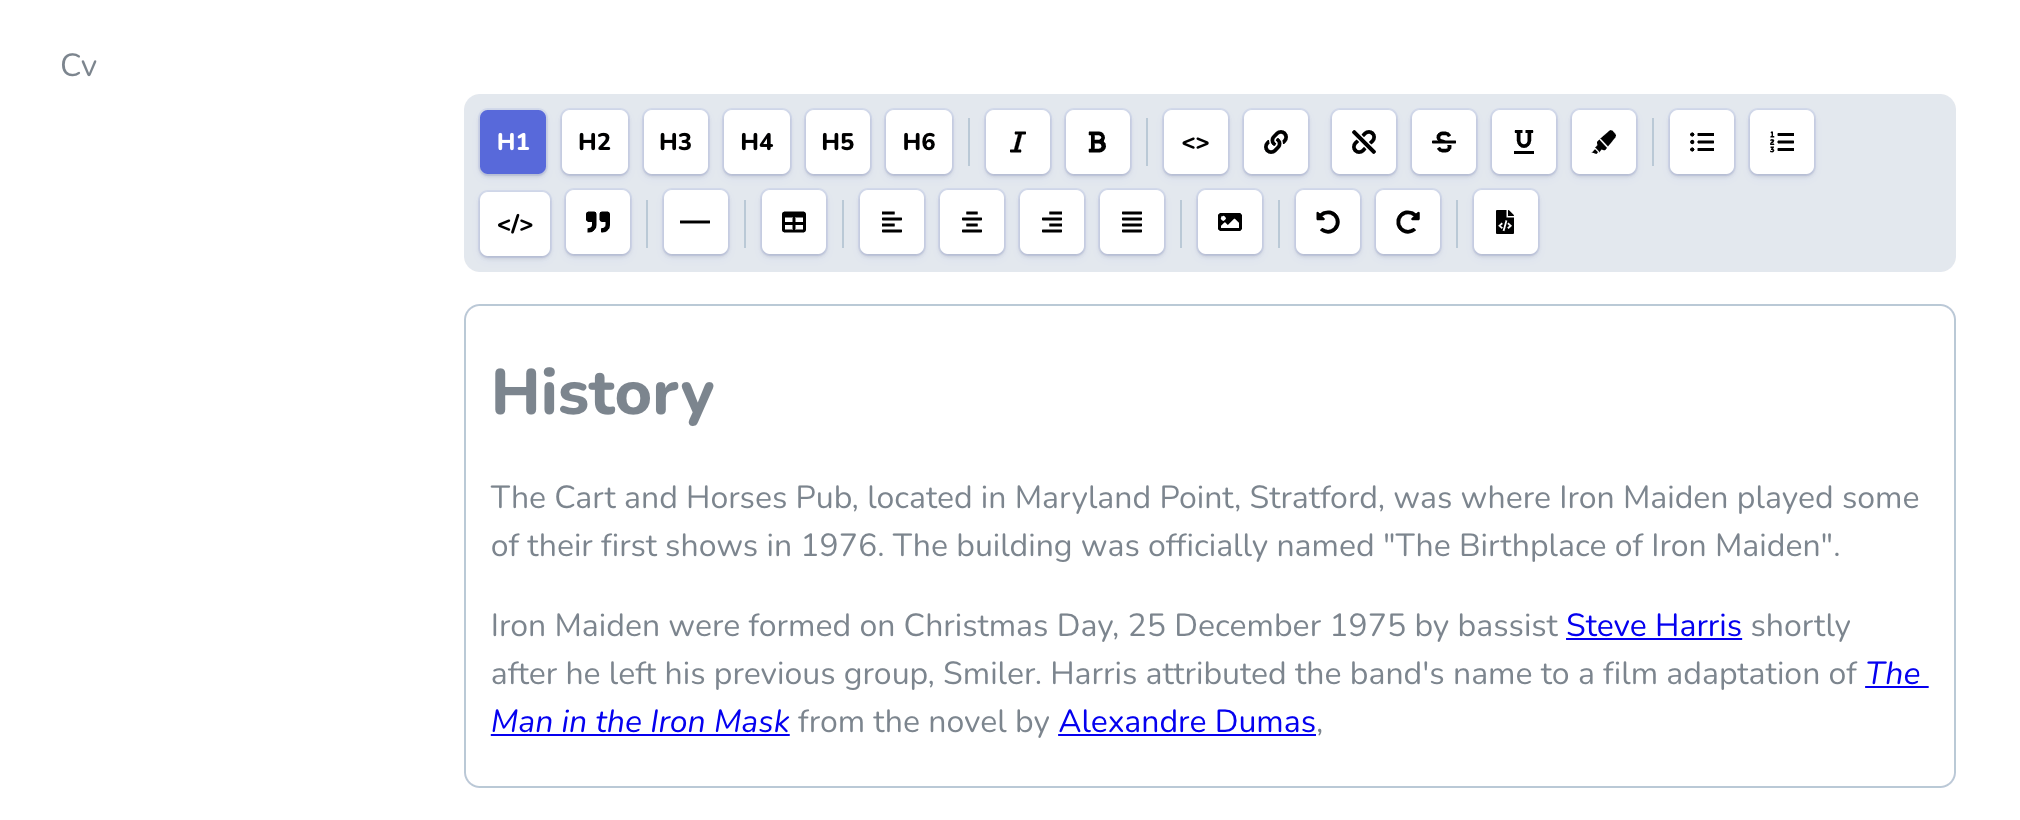 Cv
H1 H2 H3 H4 H5 H6 I B <> S U
</>
History
The Cart and Horses Pub, located in Maryland Point, Stratford, was where Iron Maiden played some
of their first shows in 1976. The building was officially named "The Birthplace of Iron Maiden".
Iron Maiden were formed on Christmas Day, 25 December 1975 by bassist Steve Harris shortly
after he left his previous group, Smiler. Harris attributed the band's name to a film adaptation of The
Man in the Iron Mask from the novel by Alexandre Dumas,